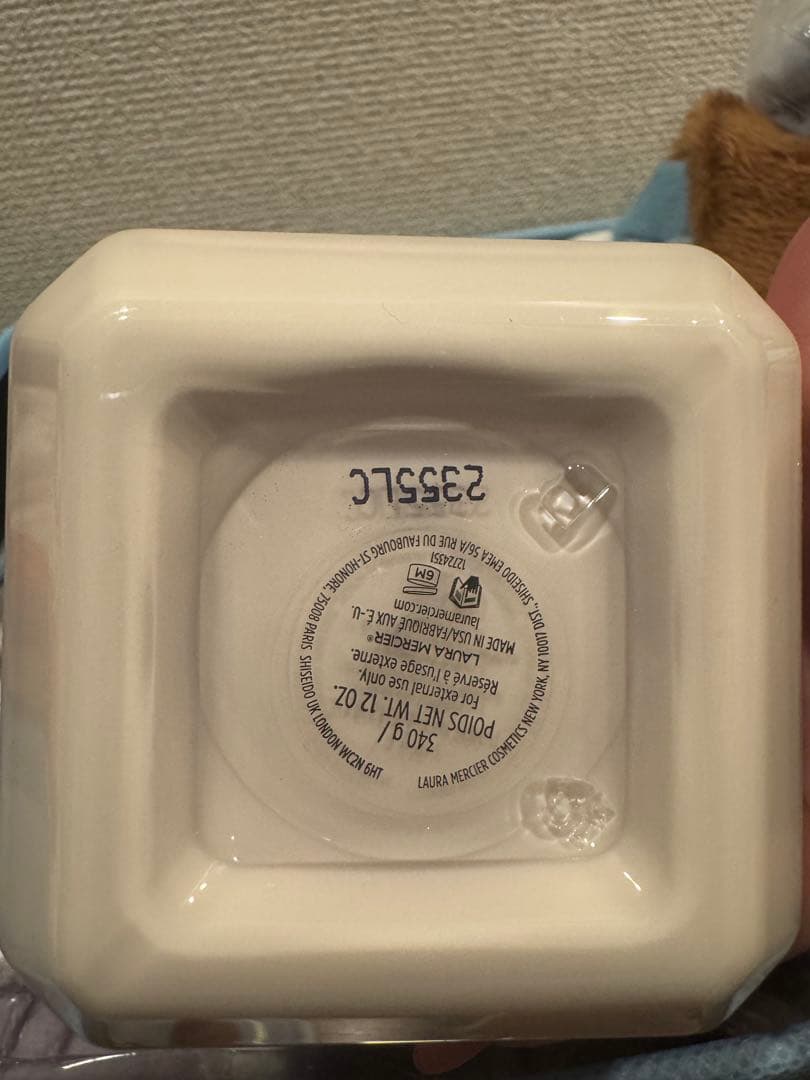 340 g /
POIDS NET WT. 12 OZ.
For external use only.
Réservé à l'usage externe.
LAURA MERCIER®
MADE IN USA/FABRIQUÉ AUX É.-U.
lauramercier.com
6M
12724351
LAURA MERCIER COSMETICS NEW YORK, NY 10017 DIST., SHISEIDO EMEA 56/A RUE DU FAUBOURG ST-HONORÉ, 75008 PARIS SHISEIDO UK LONDON WC2N 6HT
2355LC